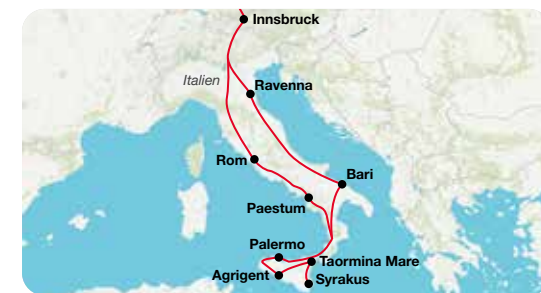 Innsbruck
Italien
Ravenna
Rom
Bari
Paestum
Palermo
Taormina Mare
Agrigent
Syrakus